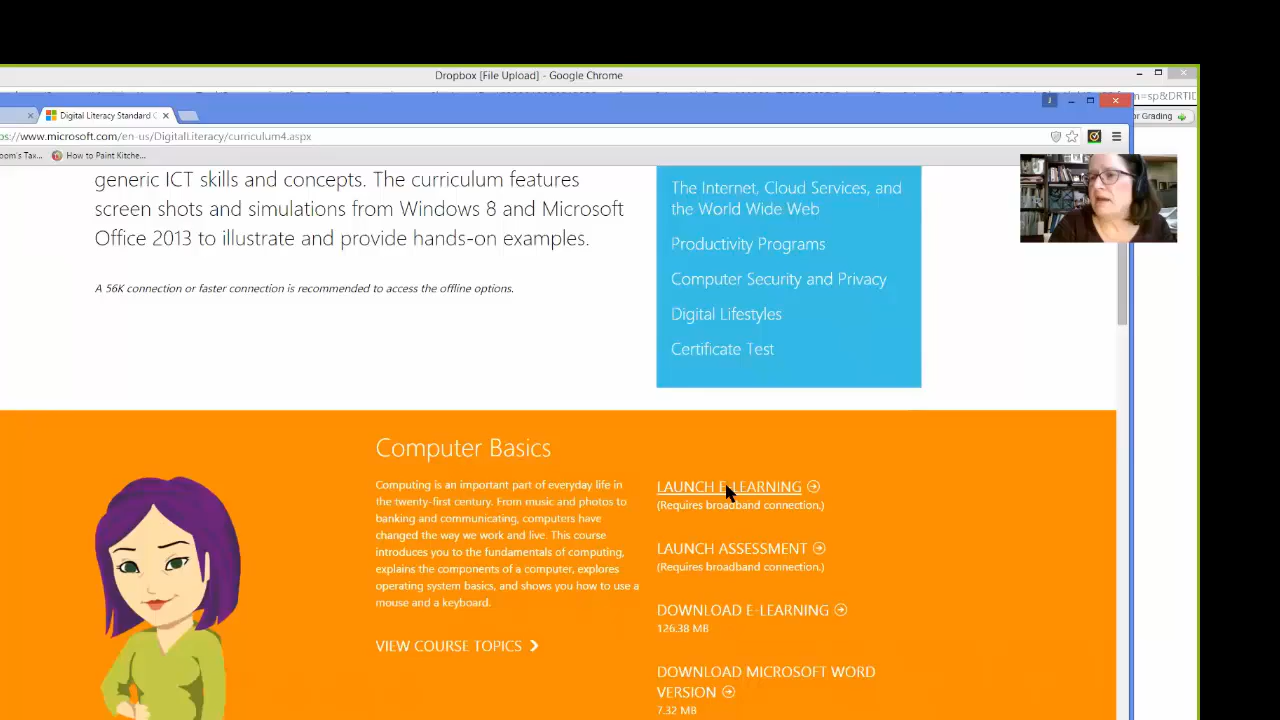 Dropbox [File Upload] - Google Chrome
m=sp&DRTID
Digital Literacy Standard C
or Grading
ps://www.microsoft.com/en-us/DigitalLiteracy/curriculum4.aspx
oom's Tax...
How to Paint Kitche...
generic ICT skills and concepts. The curriculum features
screen shots and simulations from Windows 8 and Microsoft
Office 2013 to illustrate and provide hands-on examples.
A 56K connection or faster connection is recommended to access the offline options.
The Internet, Cloud Services, and
the World Wide Web
Productivity Programs
Computer Security and Privacy
Digital Lifestyles
Certificate Test
Computer Basics
Computing is an important part of everyday life in
the twenty-first century. From music and photos to
banking and communicating, computers have
changed the way we work and live. This course
introduces you to the fundamentals of computing,
explains the components of a computer, explores
operating system basics, and shows you how to use a
mouse and a keyboard.
VIEW COURSE TOPICS
LAUNCH E-LEARNING
(Requires broadband connection.)
LAUNCH ASSESSMENT
(Requires broadband connection.)
DOWNLOAD E-LEARNING
126.38 MB
DOWNLOAD MICROSOFT WORD
VERSION
7.32 MB